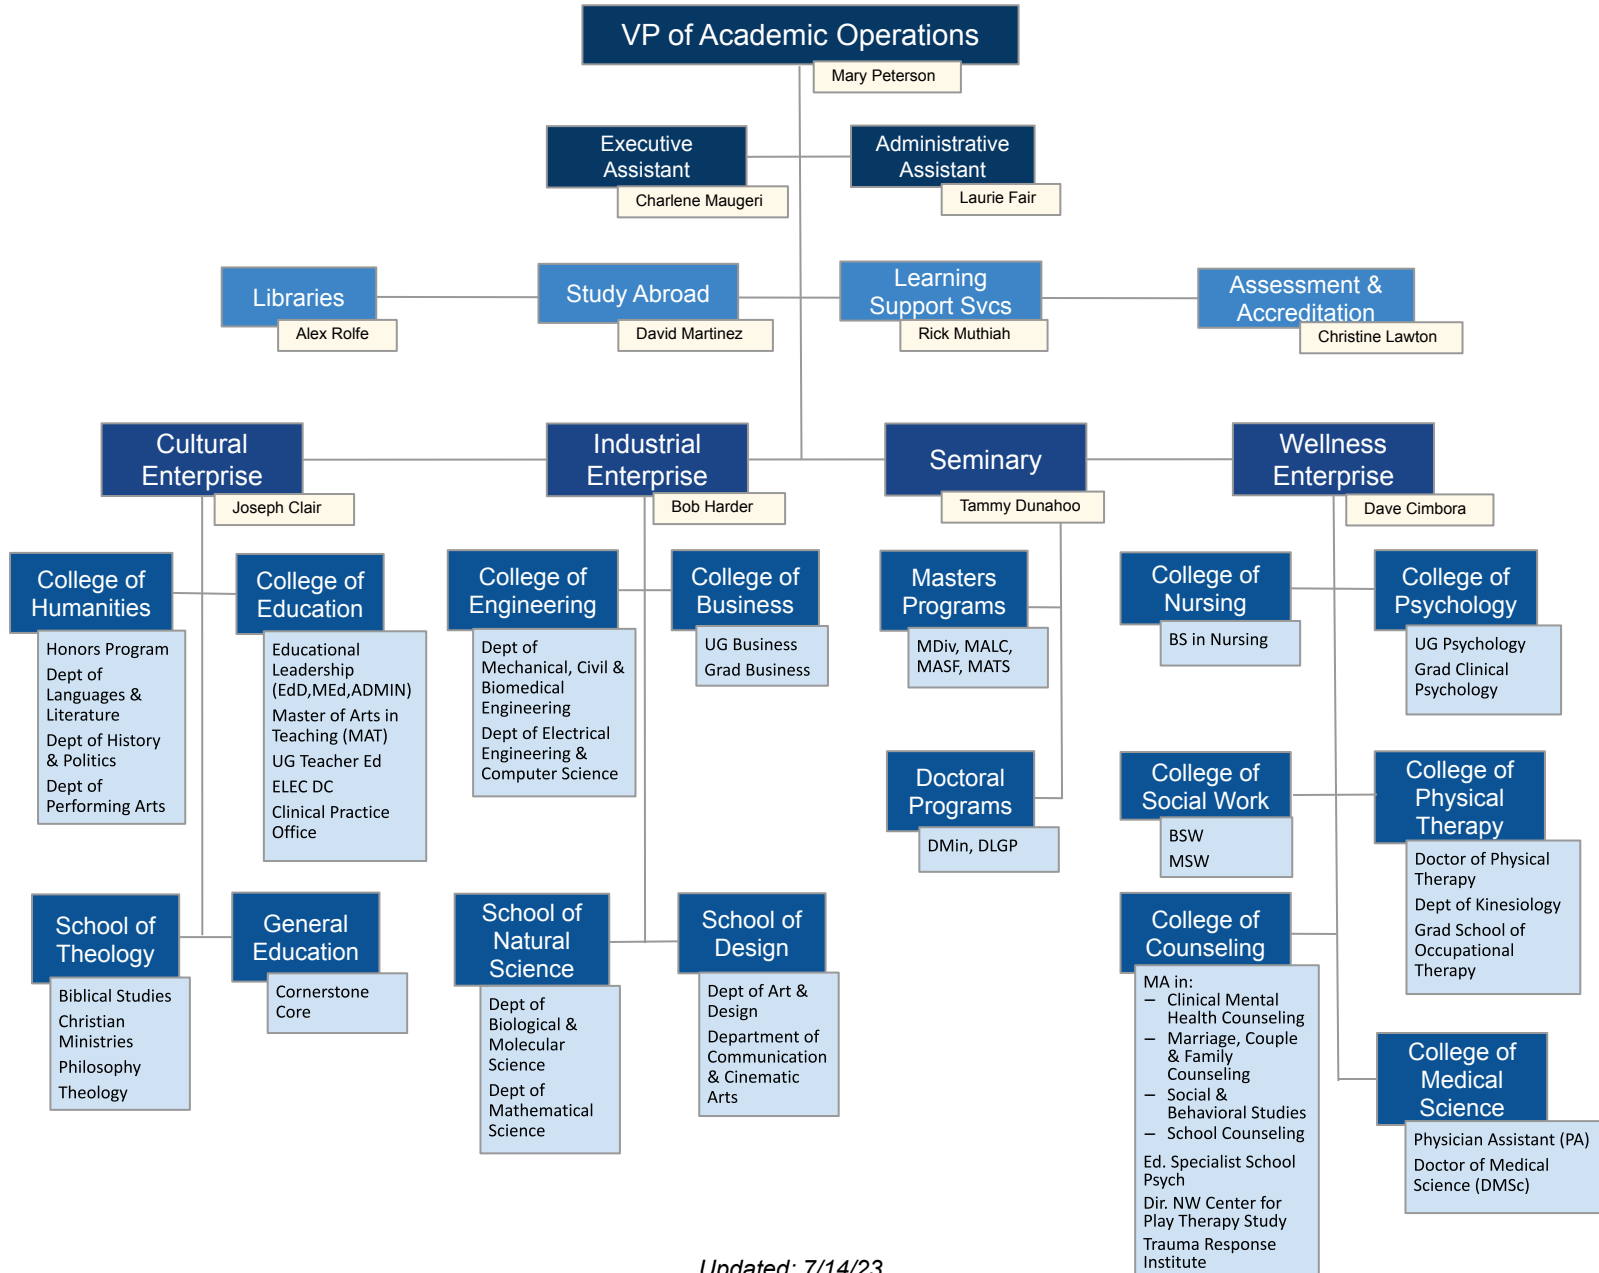 VP of Academic Operations
Mary Peterson
Executive
Assistant
Charlene Maugeri
Administrative
Assistant
Laurie Fair
Libraries
Alex Rolfe
Study Abroad
David Martinez
Learning
Support Svcs
Rick Muthiah
Assessment &
Accreditation
Christine Lawton
Cultural
Enterprise
Joseph Clair
Industrial
Enterprise
Bob Harder
Seminary
Tammy Dunahoo
Wellness
Enterprise
Dave Cimbora
College of
Humanities
Honors Program
Dept of
Languages &
Literature
Dept of History
& Politics
Dept of
Performing Arts
College of
Education
Educational
Leadership
(EdD,MEd,ADMIN)
Master of Arts in
Teaching (MAT)
UG Teacher Ed
ELEC DC
Clinical Practice
Office
College of
Engineering
Dept of
Mechanical, Civil &
Biomedical
Engineering
Dept of Electrical
Engineering &
Computer Science
College of
Business
UG Business
Grad Business
Masters
Programs
MDiv, MALC,
MASF, MATS
College of
Nursing
BS in Nursing
College of
Psychology
UG Psychology
Grad Clinical
Psychology
Doctoral
Programs
DMin, DLGP
College of
Social Work
BSW
MSW
College of
Physical
Therapy
Doctor of Physical
Therapy
Dept of Kinesiology
Grad School of
Occupational
Therapy
School of
Theology
Biblical Studies
Christian
Ministries
Philosophy
Theology
General
Education
Cornerstone
Core
School of
Natural
Science
Dept of
Biological &
Molecular
Science
Dept of
Mathematical
Science
School of
Design
Dept of Art &
Design
Department of
Communication
& Cinematic
Arts
College of
Counseling
MA in:
– Clinical Mental
Health Counseling
– Marriage, Couple
& Family
Counseling
– Social &
Behavioral Studies
– School Counseling
Ed. Specialist School
Psych
Dir. NW Center for
Play Therapy Study
Trauma Response
Institute
College of
Medical
Science
Physician Assistant (PA)
Doctor of Medical
Science (DMSc)
Updated: 7/14/23